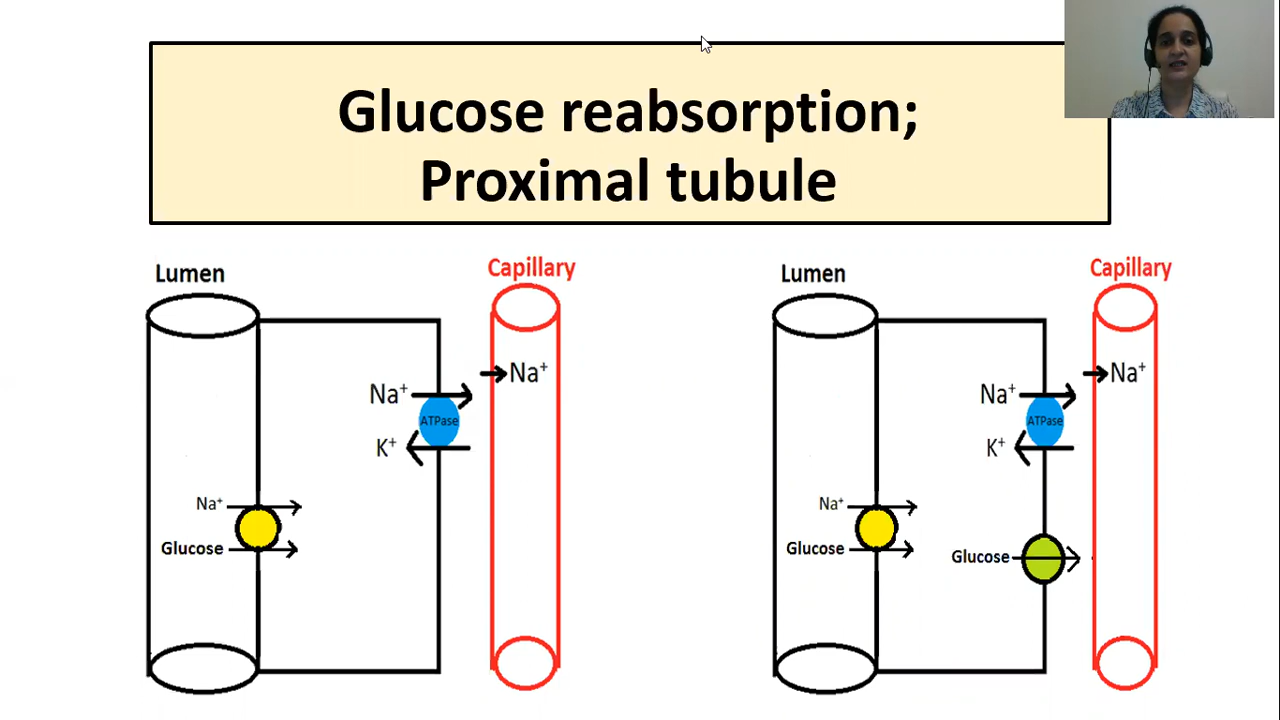 Glucose reabsorption;
Proximal tubule
Lumen
Capillary
Na⁺
Na⁺
ATPase
K⁺
Na⁺
Glucose
Lumen
Capillary
Na⁺
Na⁺
ATPase
K⁺
Na⁺
Glucose
Glucose